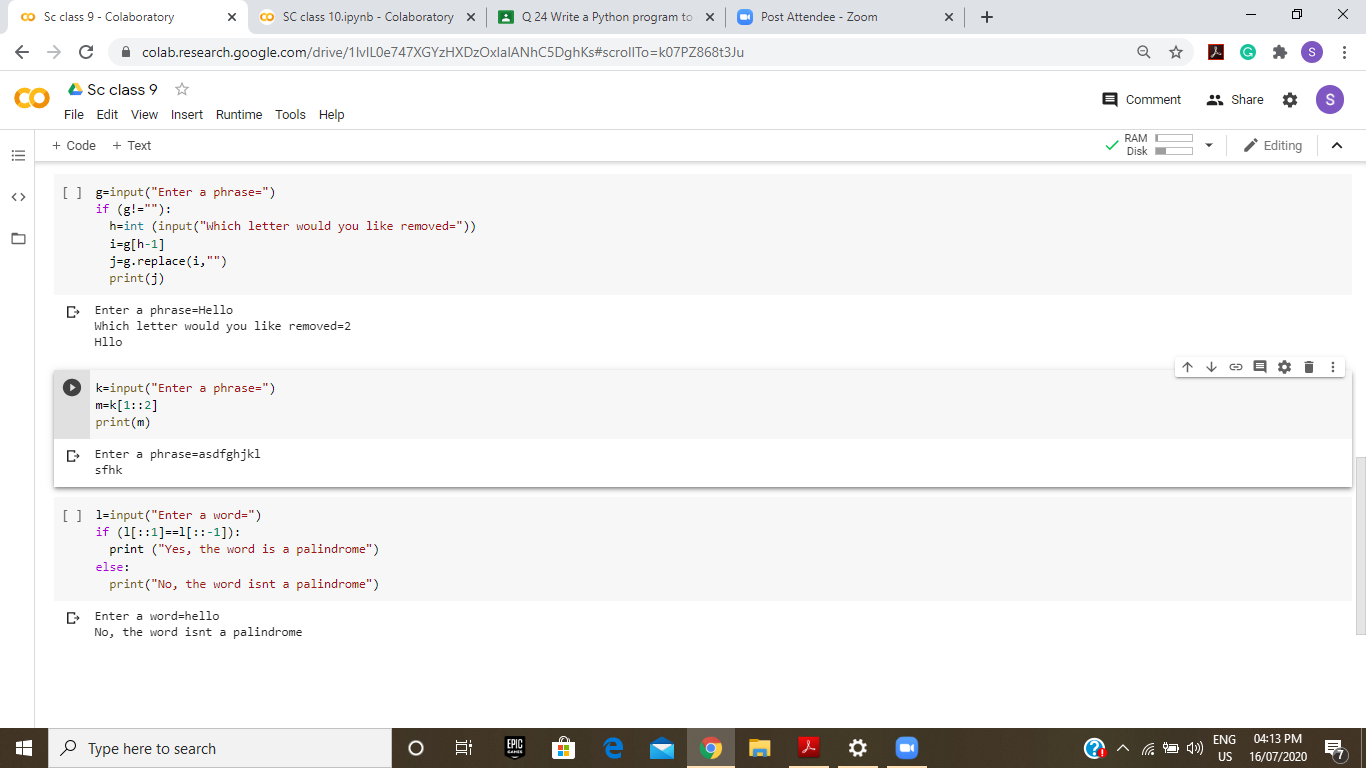 Sc class 9 - Colaboratory
SC class 10.ipynb - Colaboratory
Q 24 Write a Python program to
Post Attendee - Zoom
colab.research.google.com/drive/1lvIL0e747XGYzHXDzOxlalANhC5DghKs#scrollTo=k07PZ868t3Ju
S
Sc class 9
File Edit View Insert Runtime Tools Help
Comment
Share
S
+ Code + Text
RAM
Disk
Editing
[ ] g=input("Enter a phrase=")
if (g!=""):
h=int (input("Which letter would you like removed="))
i=g[h-1]
j=g.replace(i,"")
print(j)
Enter a phrase=Hello
Which letter would you like removed=2
Hllo
k=input("Enter a phrase=")
m=k[1::2]
print(m)
Enter a phrase=asdfghjkl
sfhk
[ ] l=input("Enter a word=")
if (l[::1]==l[::-1]):
print ("Yes, the word is a palindrome")
else:
print("No, the word isnt a palindrome")
Enter a word=hello
No, the word isnt a palindrome
Type here to search
EPIC
GAMES
ENG
US
04:13 PM
16/07/2020
7